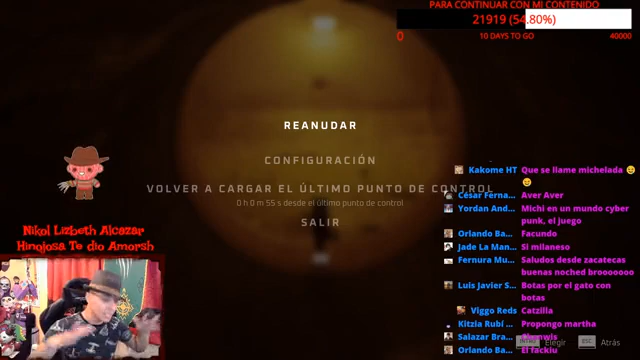 PARA CONTINUAR CON MI CONTENIDO
21919 (54.80%)
0
10 DAYS TO GO
40000
REANUDAR
CONFIGURACIÓN
VOLVER A CARGAR EL ÚLTIMO PUNTO DE CONTROL
0 h 0 m 55 s desde el último punto de control
SALIR
Nikol Lizbeth Alcazar
Hinojosa Te dio Amorsh
Kakome HT Que se llame michelada
César Ferna... Aver Aver
Yordan And... Michi en un mundo cyber
punk, el juego
Orlando Ba... Facundo
Jade La Man... Si milaneso
Fernura Mu... Saludos desde zacatecas
buenas noched brooooooo
Luis Javier S... Botas por el gato con
botas
Viggo Reds Catzilla
Kitzia Rubí ... Propongo martha
Salazar Bra...
Orlando Ba... El fackiu
Elegir
ESC Atrás